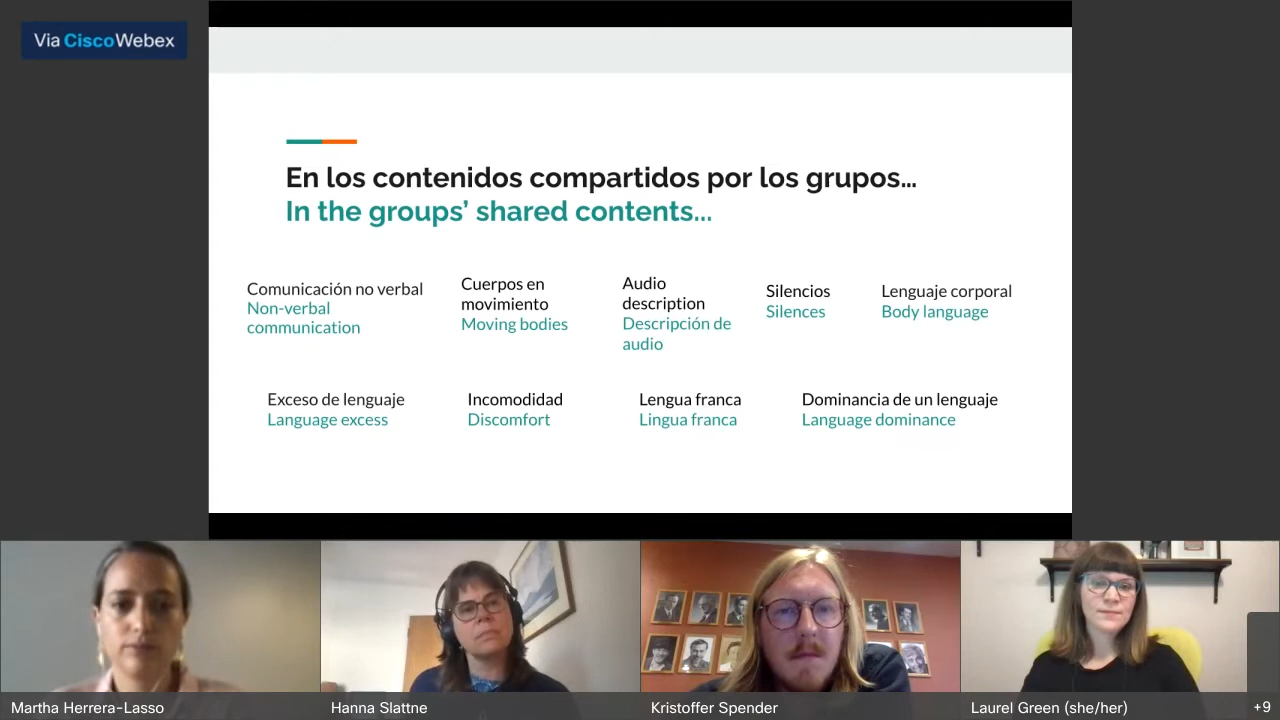 Via CiscoWebex
En los contenidos compartidos por los grupos...
In the groups’ shared contents...
Comunicación no verbal
Non-verbal
communication
Cuerpos en
movimiento
Moving bodies
Audio
description
Descripción de
audio
Silencios
Silences
Lenguaje corporal
Body language
Exceso de lenguaje
Language excess
Incomodidad
Discomfort
Lengua franca
Lingua franca
Dominancia de un lenguaje
Language dominance
Martha Herrera-Lasso
Hanna Slattne
Kristoffer Spender
Laurel Green (she/her)
+9